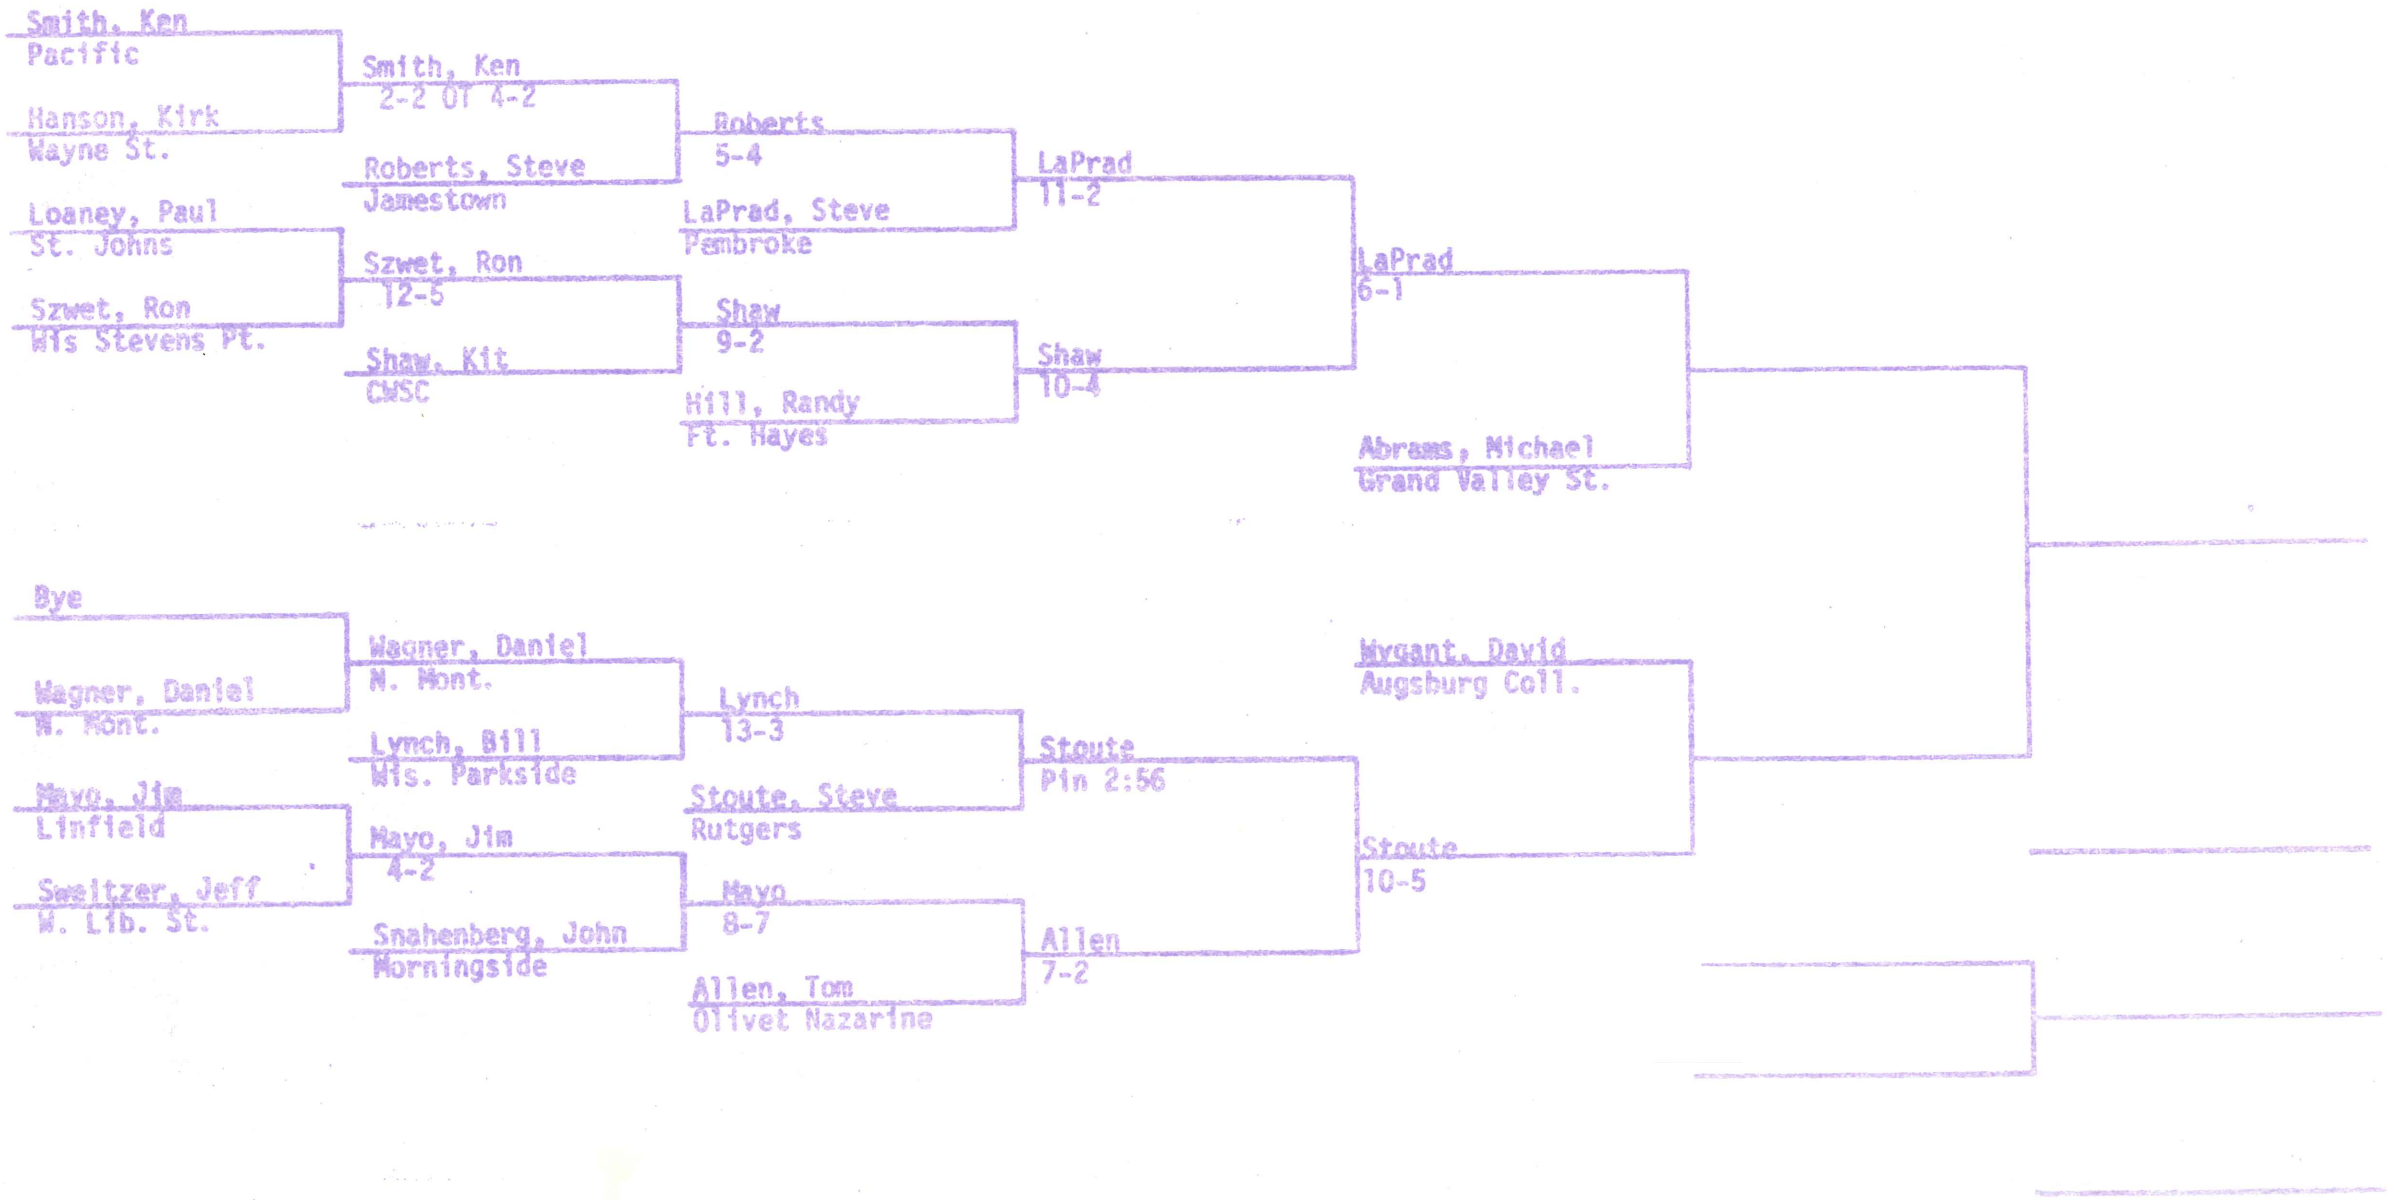 Smith, Ken
Pacific
Hanson, Kirk
Wayne St.
Loaney, Paul
St. Johns
Szwet, Ron
Wis Stevens Pt.
Smith, Ken
2-2 OT 4-2
Roberts, Steve
Jamestown
Szwet, Ron
12-5
Shaw, Kit
CWSC
Roberts
5-4
LaPrad, Steve
Pembroke
Shaw
9-2
Hill, Randy
Ft. Hayes
LaPrad
11-2
Shaw
10-4
LaPrad
6-1
Abrams, Michael
Grand Valley St.
Bye
Wagner, Daniel
N. Mont.
Mayo, Jim
Linfield
Sweitzer, Jeff
W. Lib. St.
Wagner, Daniel
N. Mont.
Lynch, Bill
Wis. Parkside
Mayo, Jim
4-2
Snahenberg, John
Morningside
Lynch
13-3
Stoute, Steve
Rutgers
Mayo
8-7
Allen, Tom
Olivet Nazarine
Stoute
Pin 2:56
Allen
7-2
Wygant, David
Augsburg Coll.
Stoute
10-5